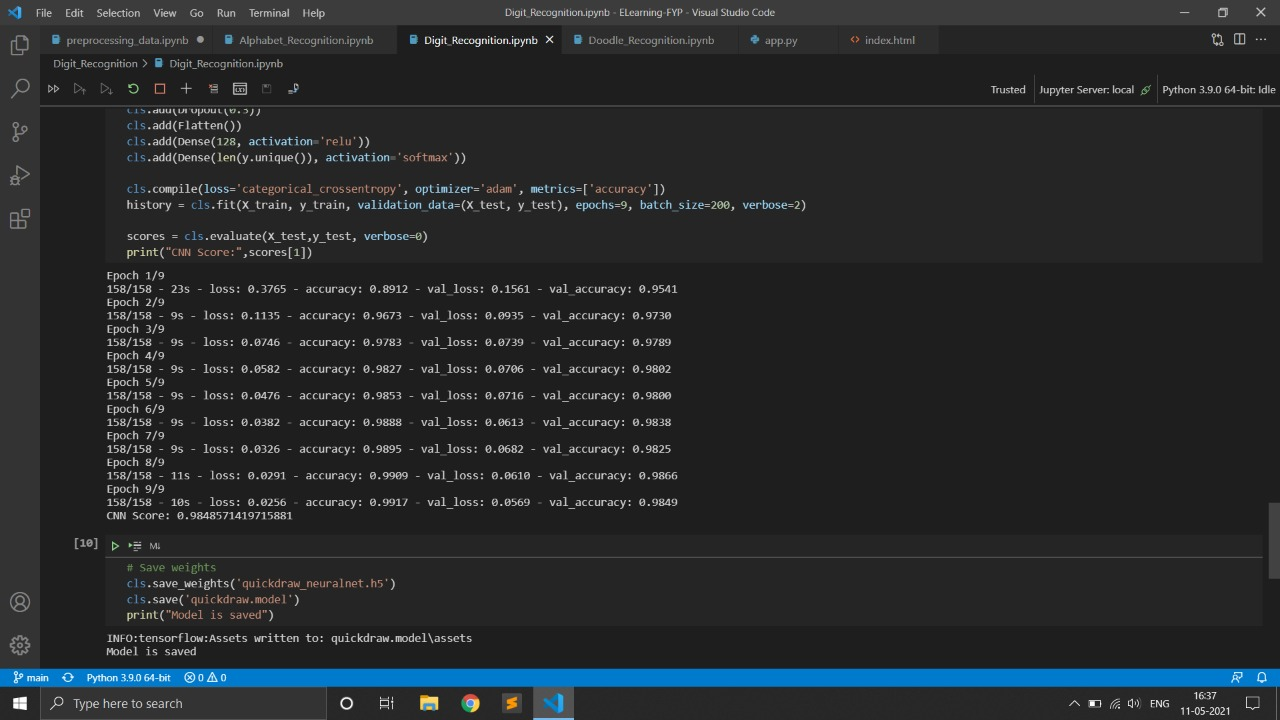 File Edit Selection View Go Run Terminal Help Digit_Recognition.ipynb - ELearning-FYP - Visual Studio Code
preprocessing_data.ipynb Alphabet_Recognition.ipynb Digit_Recognition.ipynb Doodle_Recognition.ipynb app.py index.html
Digit_Recognition > Digit_Recognition.ipynb
Trusted Jupyter Server: local Python 3.9.0 64-bit: Idle
cls.add(Dropout(0.3))
cls.add(Flatten())
cls.add(Dense(128, activation='relu'))
cls.add(Dense(len(y.unique()), activation='softmax'))
cls.compile(loss='categorical_crossentropy', optimizer='adam', metrics=['accuracy'])
history = cls.fit(X_train, y_train, validation_data=(X_test, y_test), epochs=9, batch_size=200, verbose=2)
scores = cls.evaluate(X_test,y_test, verbose=0)
print("CNN Score:",scores[1])
Epoch 1/9
158/158 - 23s - loss: 0.3765 - accuracy: 0.8912 - val_loss: 0.1561 - val_accuracy: 0.9541
Epoch 2/9
158/158 - 9s - loss: 0.1135 - accuracy: 0.9673 - val_loss: 0.0935 - val_accuracy: 0.9730
Epoch 3/9
158/158 - 9s - loss: 0.0746 - accuracy: 0.9783 - val_loss: 0.0739 - val_accuracy: 0.9789
Epoch 4/9
158/158 - 9s - loss: 0.0582 - accuracy: 0.9827 - val_loss: 0.0706 - val_accuracy: 0.9802
Epoch 5/9
158/158 - 9s - loss: 0.0476 - accuracy: 0.9853 - val_loss: 0.0716 - val_accuracy: 0.9800
Epoch 6/9
158/158 - 9s - loss: 0.0382 - accuracy: 0.9888 - val_loss: 0.0613 - val_accuracy: 0.9838
Epoch 7/9
158/158 - 9s - loss: 0.0326 - accuracy: 0.9895 - val_loss: 0.0682 - val_accuracy: 0.9825
Epoch 8/9
158/158 - 11s - loss: 0.0291 - accuracy: 0.9909 - val_loss: 0.0610 - val_accuracy: 0.9866
Epoch 9/9
158/158 - 10s - loss: 0.0256 - accuracy: 0.9917 - val_loss: 0.0569 - val_accuracy: 0.9849
CNN Score: 0.9848571419715881
[10] M↓
# Save weights
cls.save_weights('quickdraw_neuralnet.h5')
cls.save('quickdraw.model')
print("Model is saved")
INFO:tensorflow:Assets written to: quickdraw.model\assets
Model is saved
main Python 3.9.0 64-bit 0 0
Type here to search ENG 16:37
11-05-2021